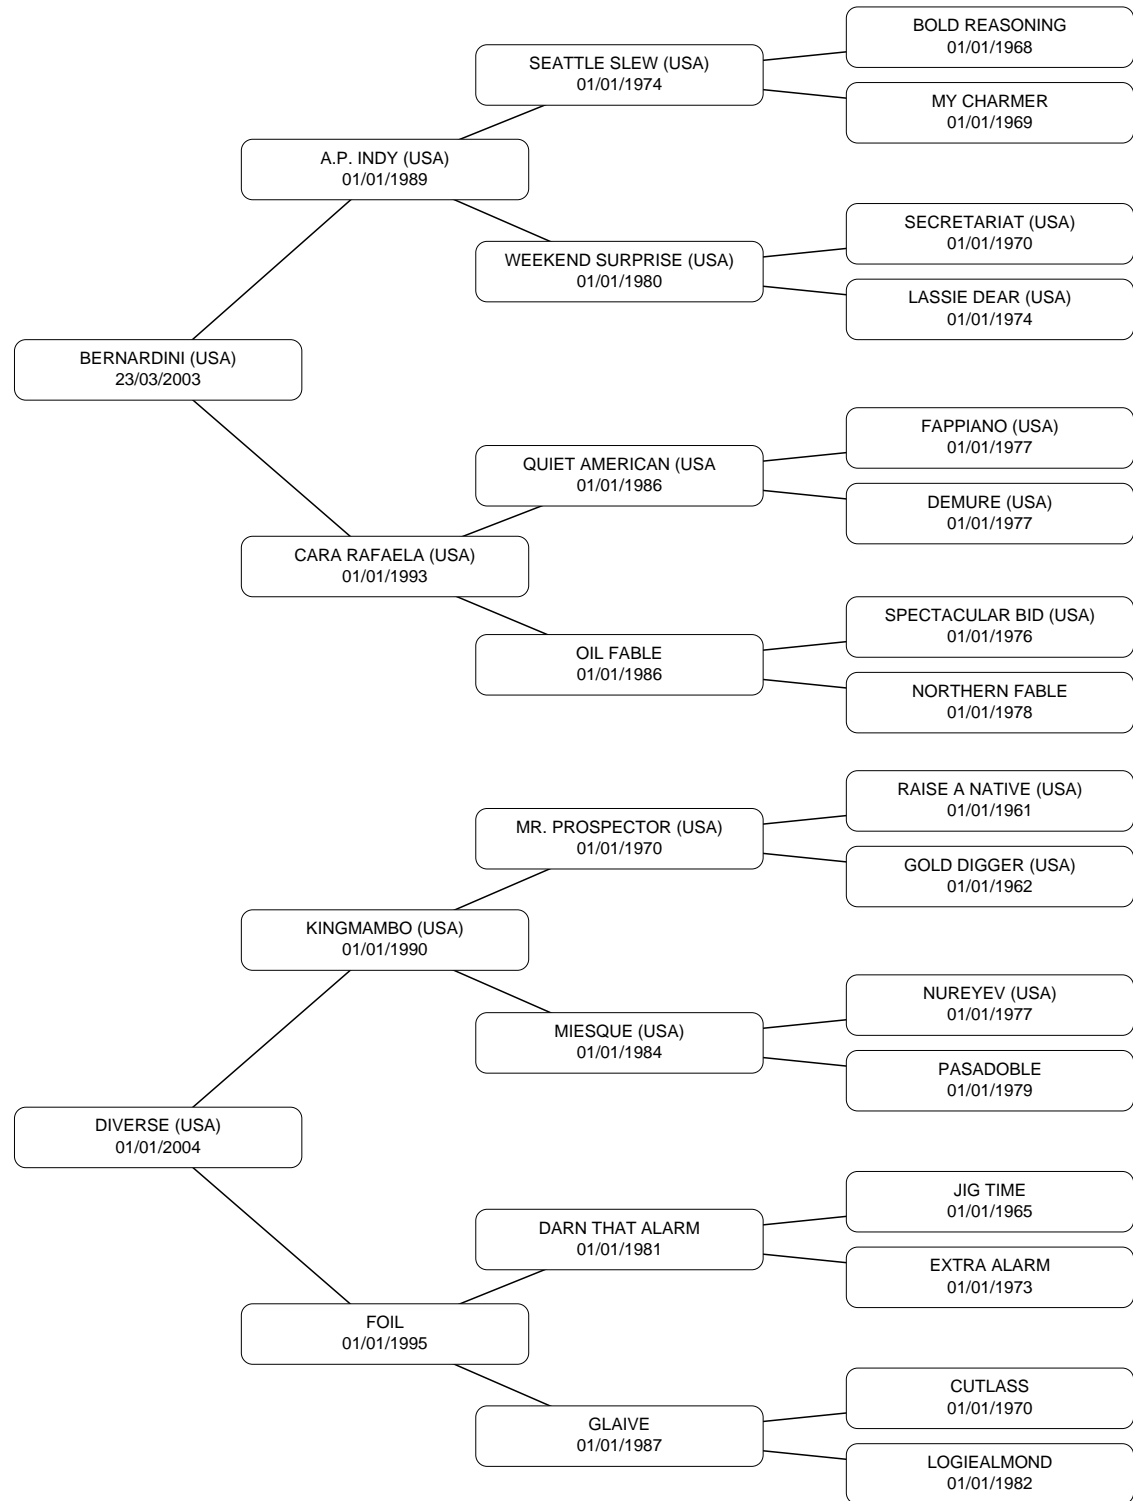 BOLD REASONING
01/01/1968
SEATTLE SLEW (USA)
01/01/1974
MY CHARMER
01/01/1969
A.P. INDY (USA)
01/01/1989
SECRETARIAT (USA)
01/01/1970
WEEKEND SURPRISE (USA)
01/01/1980
LASSIE DEAR (USA)
01/01/1974
BERNARDINI (USA)
23/03/2003
FAPPIANO (USA)
01/01/1977
QUIET AMERICAN (USA
01/01/1986
DEMURE (USA)
01/01/1977
CARA RAFAELA (USA)
01/01/1993
SPECTACULAR BID (USA)
01/01/1976
OIL FABLE
01/01/1986
NORTHERN FABLE
01/01/1978
RAISE A NATIVE (USA)
01/01/1961
MR. PROSPECTOR (USA)
01/01/1970
GOLD DIGGER (USA)
01/01/1962
KINGMAMBO (USA)
01/01/1990
NUREYEV (USA)
01/01/1977
MIESQUE (USA)
01/01/1984
PASADOBLE
01/01/1979
DIVERSE (USA)
01/01/2004
JIG TIME
01/01/1965
DARN THAT ALARM
01/01/1981
EXTRA ALARM
01/01/1973
FOIL
01/01/1995
CUTLASS
01/01/1970
GLAIVE
01/01/1987
LOGIEALMOND
01/01/1982